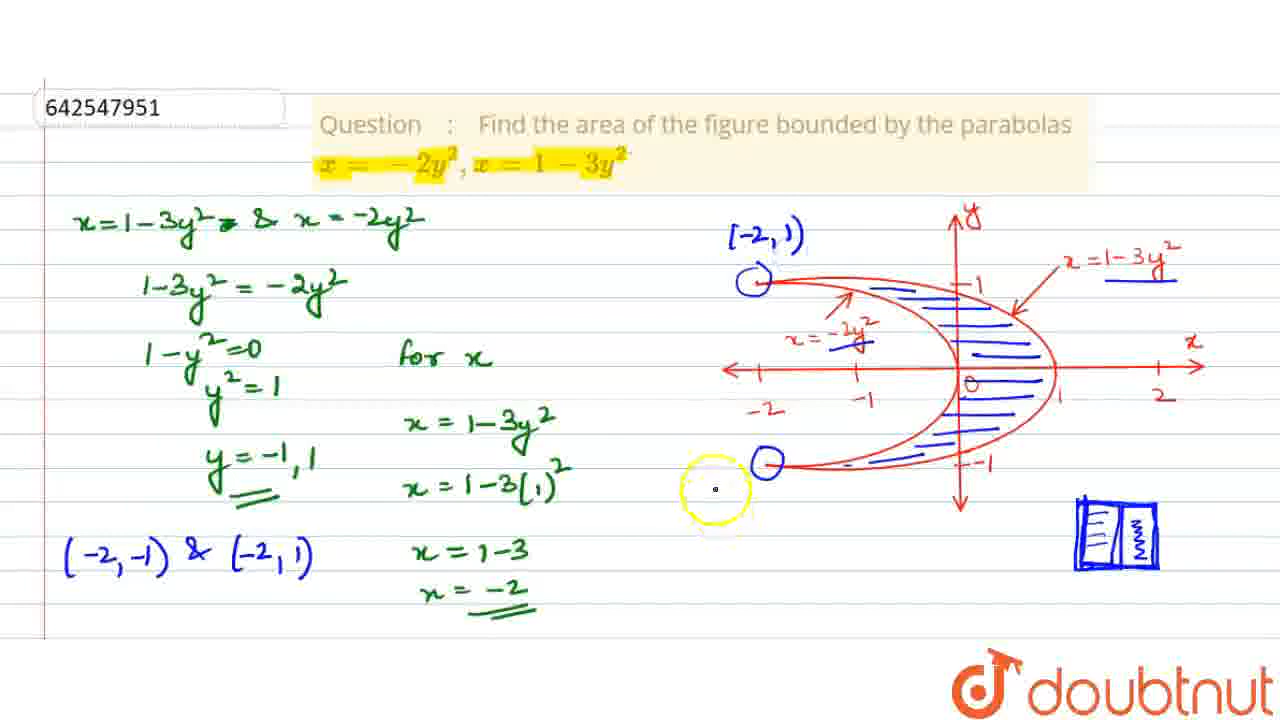 642547951
Question : Find the area of the figure bounded by the parabolas
x = - 2y², x = 1 - 3y²
x = 1 - 3y² & x = -2y²
1 - 3y² = - 2y²
1 - y² = 0
y² = 1
y = -1, 1
(-2, -1) & (-2, 1)
for x
x = 1 - 3y²
x = 1 - 3(1)²
x = 1 - 3
x = -2
(-2, 1)
y
x = 1 - 3y²
1
x = -2y²
x
-2
-1
0
1
2
-1
doubtnut